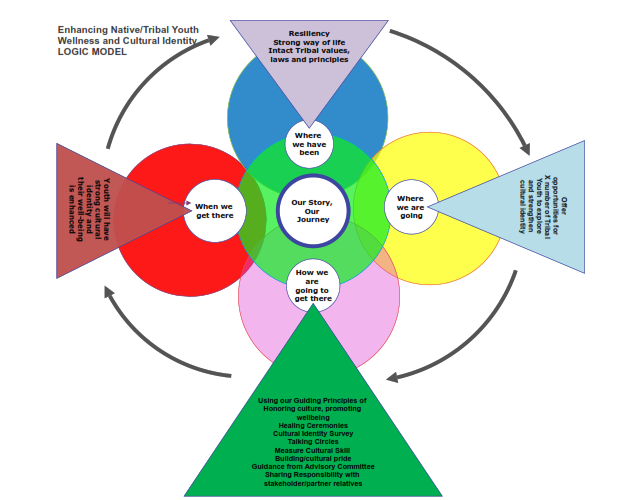 Enhancing Native/Tribal Youth
Wellness and Cultural Identity
LOGIC MODEL
Resiliency
Strong way of life
Intact Tribal values,
laws and principles
Where
we have
been
Youth will have
strong cultural
identity and
their well-being
is enhanced
When we
get there
Our Story,
Our
Journey
Where
we are
going
Offer
opportunities for
X number of Tribal
Youth to explore
and strengthen
cultural identity
How we
are
going to
get there
Using our Guiding Principles of
Honoring culture, promoting
wellbeing
Healing Ceremonies
Cultural Identity Survey
Talking Circles
Measure Cultural Skill
Building/cultural pride
Guidance from Advisory Committee
Sharing Responsibility with
stakeholder/partner relatives